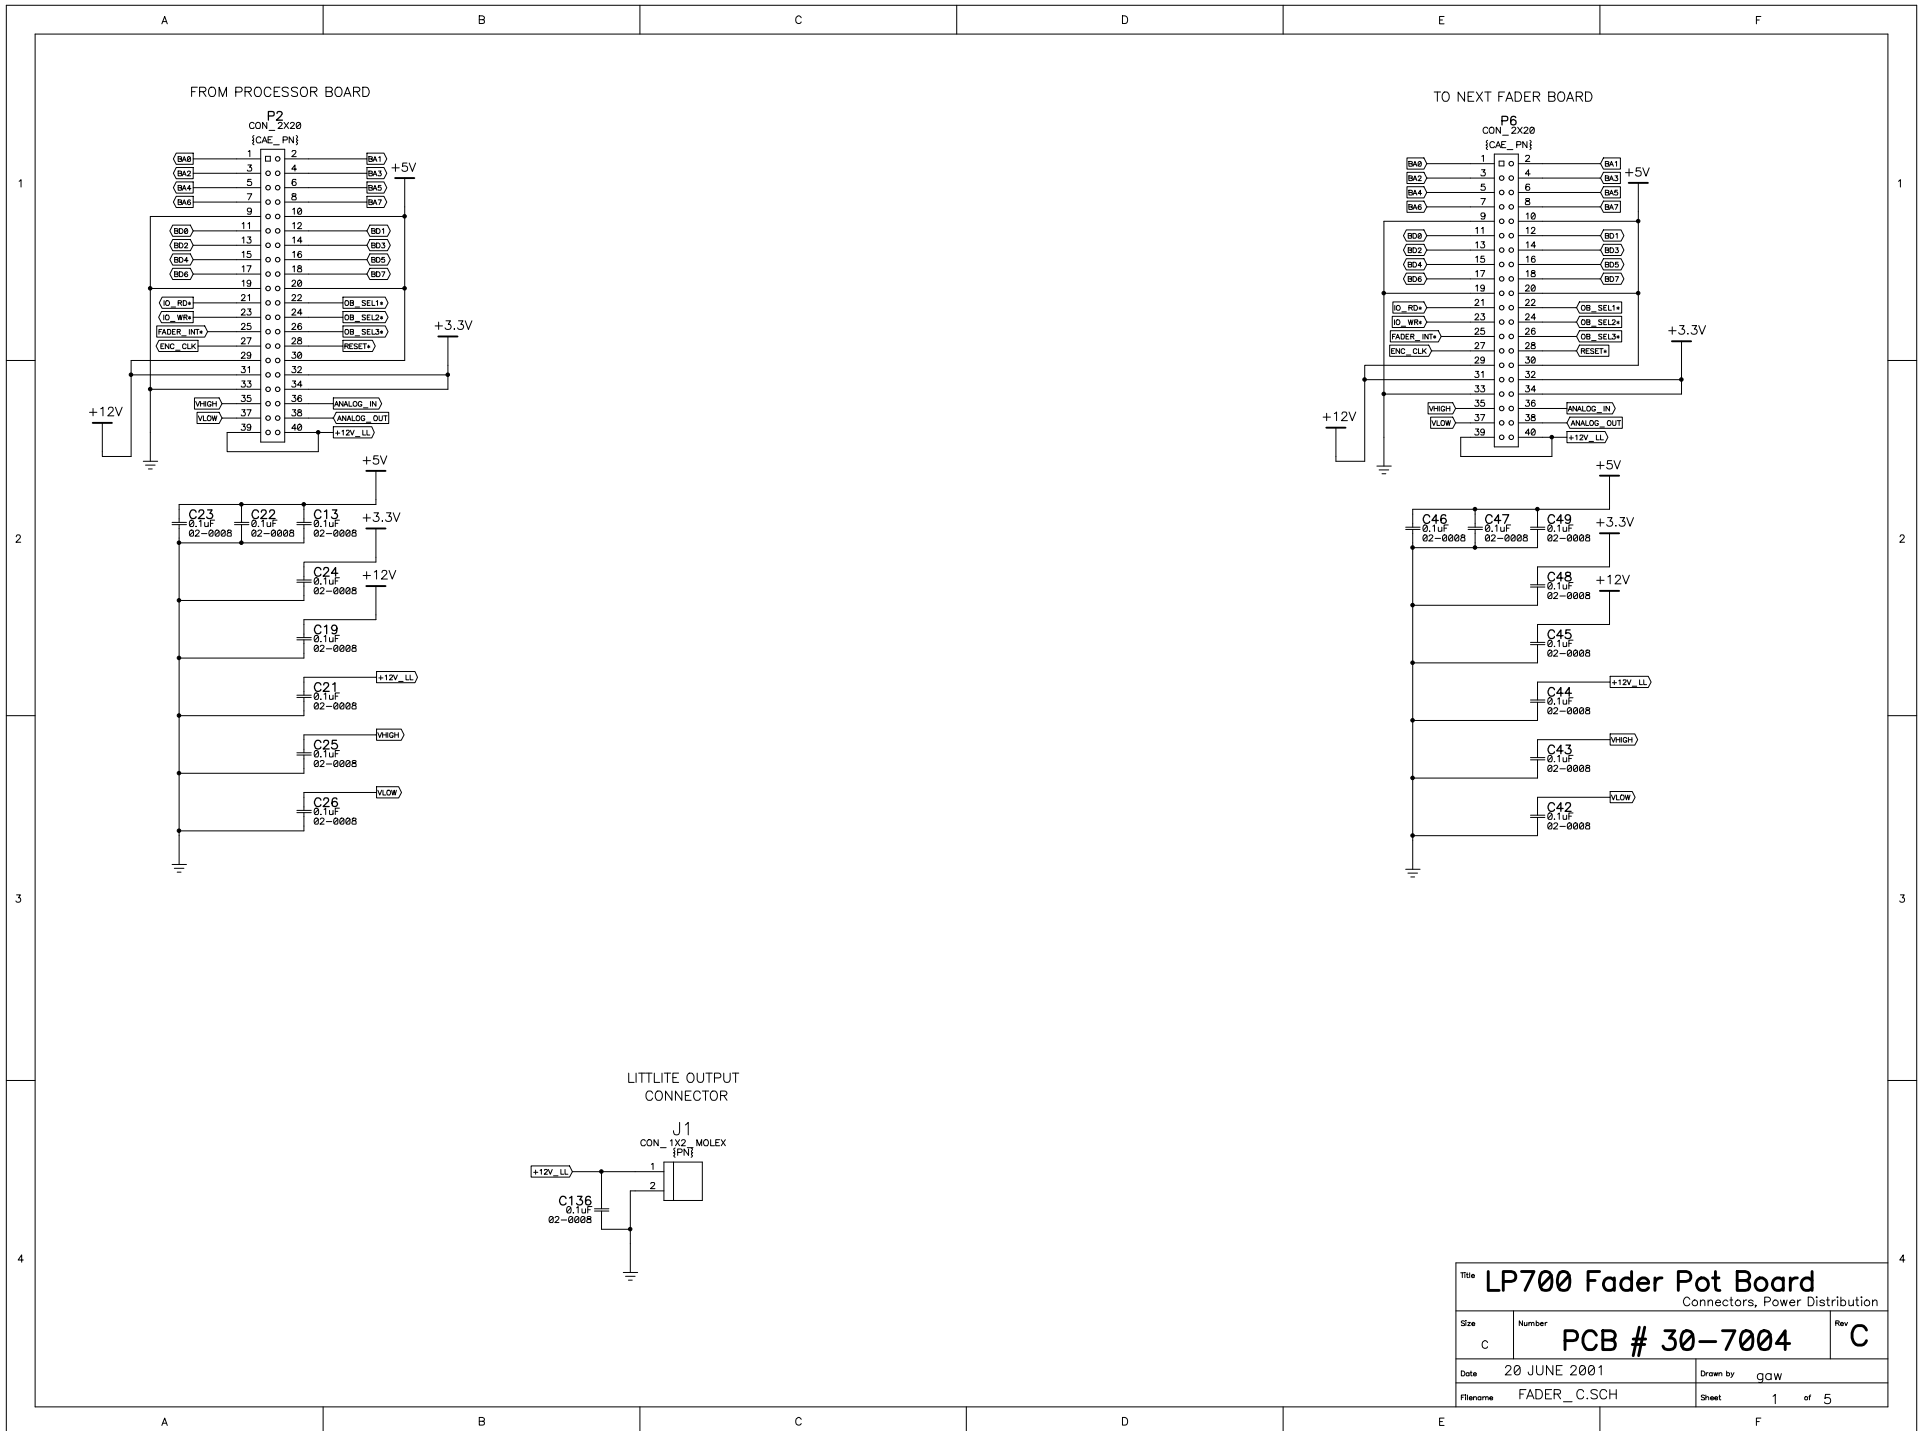 A B C D E F
FROM PROCESSOR BOARD
P2
CON_2X20
{CAE_PN}
BA0 1 2 BA1
BA2 3 4 BA3 +5V
BA4 5 6 BA5
BA6 7 8 BA7
9 10
BD0 11 12 BD1
BD2 13 14 BD3
BD4 15 16 BD5
BD6 17 18 BD7
19 20
IO_RD* 21 22 OB_SEL1*
IO_WR* 23 24 OB_SEL2*
FADER_INT* 25 26 OB_SEL3* +3.3V
ENC_CLK 27 28 RESET*
29 30
31 32
33 34
VHIGH 35 36 ANALOG_IN
+12V VLOW 37 38 ANALOG_OUT
39 40 +12V_LL
TO NEXT FADER BOARD
P6
CON_2X20
{CAE_PN}
BA0 1 2 BA1
BA2 3 4 BA3 +5V
BA4 5 6 BA5
BA6 7 8 BA7
9 10
BD0 11 12 BD1
BD2 13 14 BD3
BD4 15 16 BD5
BD6 17 18 BD7
19 20
IO_RD* 21 22 OB_SEL1*
IO_WR* 23 24 OB_SEL2*
FADER_INT* 25 26 OB_SEL3* +3.3V
ENC_CLK 27 28 RESET*
29 30
31 32
33 34
VHIGH 35 36 ANALOG_IN
+12V VLOW 37 38 ANALOG_OUT
39 40 +12V_LL
1 1
+5V
C23 C22 C13 +3.3V
0.1uF 0.1uF 0.1uF
02-0008 02-0008 02-0008
C24 +12V
0.1uF
02-0008
C19
0.1uF
02-0008
+12V_LL
C21
0.1uF
02-0008
VHIGH
C25
0.1uF
02-0008
VLOW
C26
0.1uF
02-0008
+5V
C46 C47 C49 +3.3V
0.1uF 0.1uF 0.1uF
02-0008 02-0008 02-0008
C48 +12V
0.1uF
02-0008
C45
0.1uF
02-0008
+12V_LL
C44
0.1uF
02-0008
VHIGH
C43
0.1uF
02-0008
VLOW
C42
0.1uF
02-0008
2 2
3 3
LITTLITE OUTPUT
CONNECTOR
J1
CON_1X2_MOLEX
{PN}
+12V_LL 1
2
C136
0.1uF
02-0008
4 4
Title LP700 Fader Pot Board
Connectors, Power Distribution
Size C Number PCB # 30-7004 Rev C
Date 20 JUNE 2001 Drawn by gaw
Filename FADER_C.SCH Sheet 1 of 5
A B C D E F